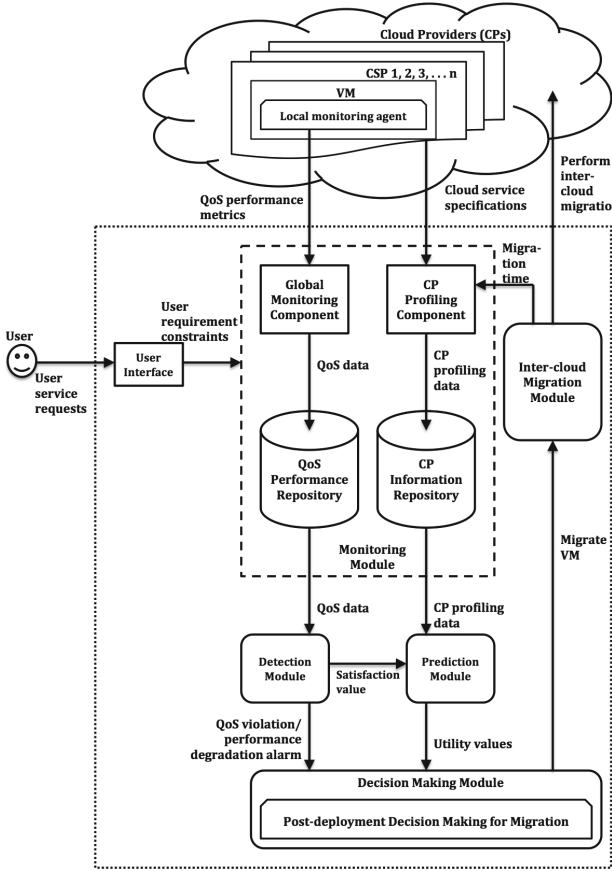 Cloud Providers (CPs)
CSP 1, 2, 3, . . . n
VM
Local monitoring agent
QoS performance
metrics
Cloud service
specifications
Perform
inter-
cloud
migratio
Migra-
tion
time
Global
Monitoring
Component
CP
Profiling
Component
User
requirement
constraints
User
User
service
requests
User
Interface
QoS data
CP
profiling
data
Inter-cloud
Migration
Module
QoS
Performance
Repository
CP
Information
Repository
Monitoring
Module
Migrate
VM
QoS data
CP profiling
data
Detection
Module
Satisfaction
value
Prediction
Module
QoS violation/
performance
degradation alarm
Utility values
Decision Making Module
Post-deployment Decision Making for Migration